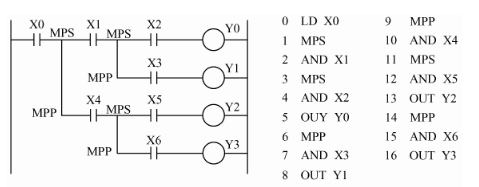 X0 MPS X1 MPS X2 Y0
MPP X3 Y1
MPP X4 MPS X5 Y2
MPP X6 Y3
0 LD X0
1 MPS
2 AND X1
3 MPS
4 AND X2
5 OUY Y0
6 MPP
7 AND X3
8 OUT Y1
9 MPP
10 AND X4
11 MPS
12 AND X5
13 OUT Y2
14 MPP
15 AND X6
16 OUT Y3